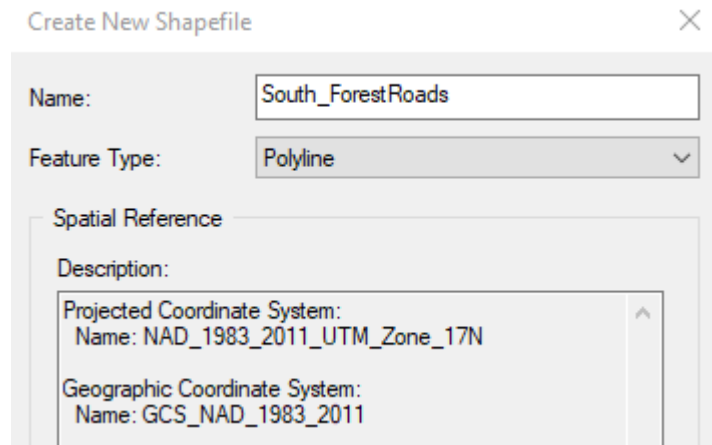 Create New Shapefile
Name:
South_ForestRoads
Feature Type:
Polyline
Spatial Reference
Description:
Projected Coordinate System:
Name: NAD_1983_2011_UTM_Zone_17N
Geographic Coordinate System:
Name: GCS_NAD_1983_2011